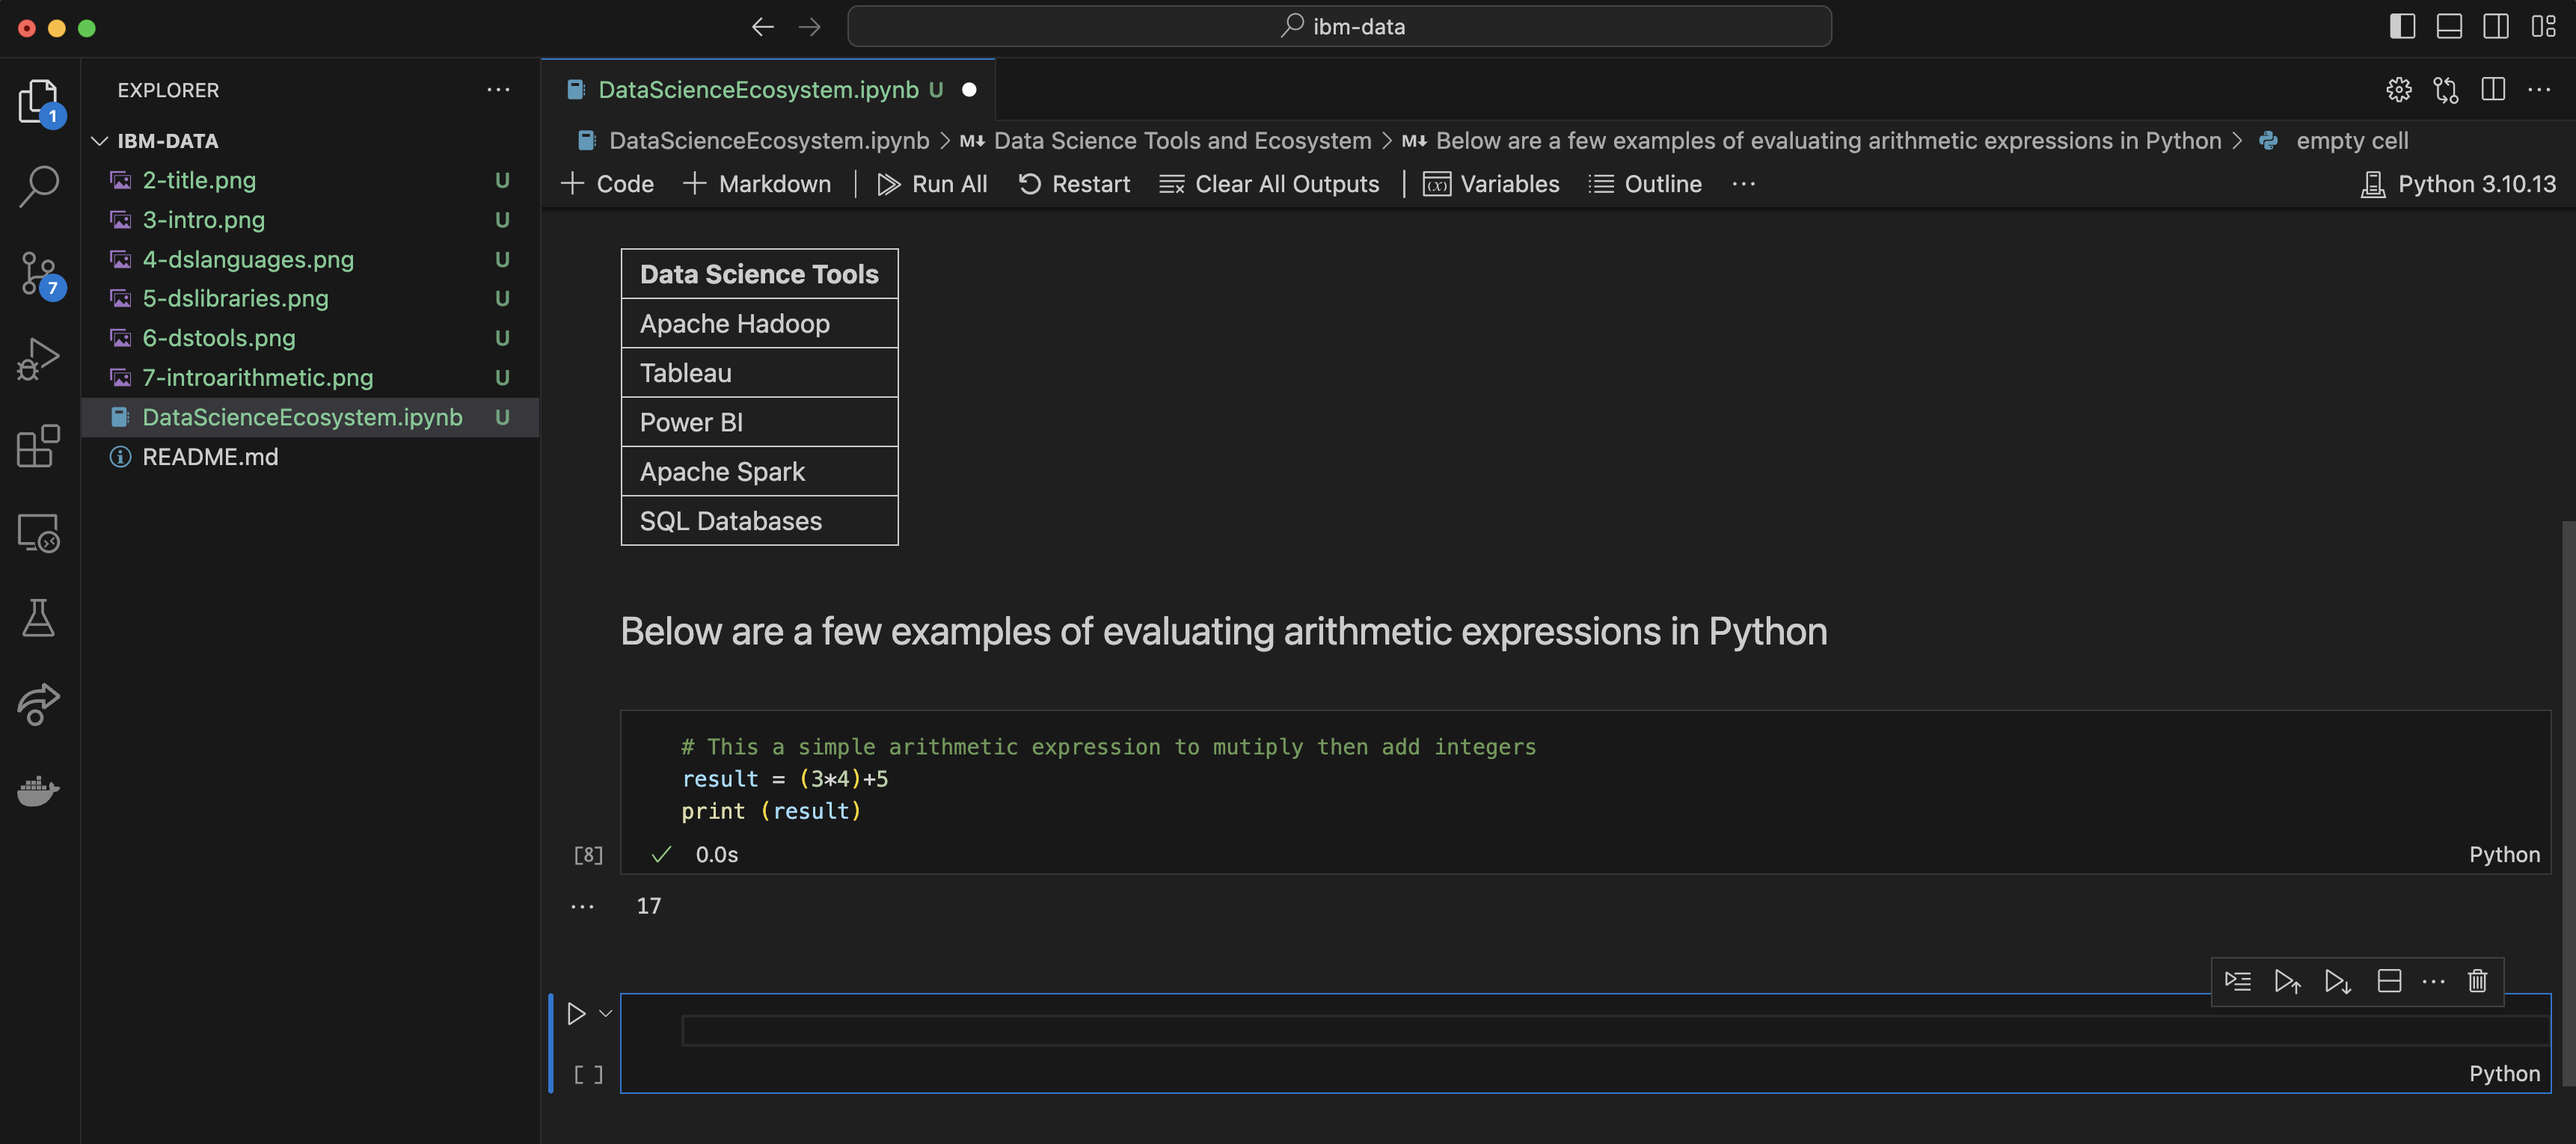 ibm-data
EXPLORER
DataScienceEcosystem.ipynb U
1
IBM-DATA
DataScienceEcosystem.ipynb > M↓ Data Science Tools and Ecosystem > M↓ Below are a few examples of evaluating arithmetic expressions in Python > empty cell
+ Code + Markdown | Run All Restart Clear All Outputs | (x) Variables Outline ··· Python 3.10.13
2-title.png U
3-intro.png U
4-dslanguages.png U
7
5-dslibraries.png U
6-dstools.png U
7-introarithmetic.png U
DataScienceEcosystem.ipynb U
README.md
Data Science Tools
Apache Hadoop
Tableau
Power BI
Apache Spark
SQL Databases
Below are a few examples of evaluating arithmetic expressions in Python
# This a simple arithmetic expression to mutiply then add integers
result = (3*4)+5
print (result)
[8] ✓ 0.0s Python
··· 17
[ ] Python